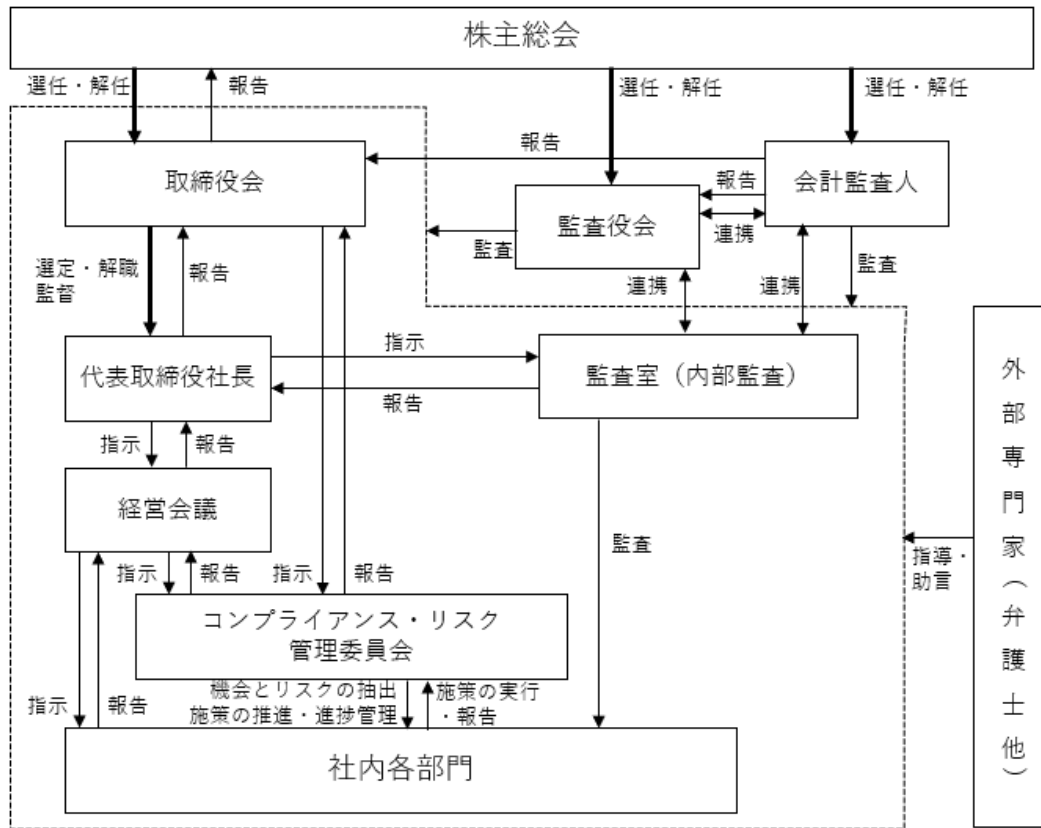 株主総会
選任・解任
報告
選任・解任
選任・解任
取締役会
報告
会計監査人
報告
監査役会
連携
監査
監査
選定・解職
監督
報告
連携
連携
代表取締役社長
指示
報告
監査室（内部監査）
指示
報告
経営会議
監査
指導・
助言
外部専門家（弁護士他）
指示
報告
指示
報告
コンプライアンス・リスク
管理委員会
機会とリスクの抽出
施策の推進・進捗管理
施策の実行
・報告
指示
報告
社内各部門